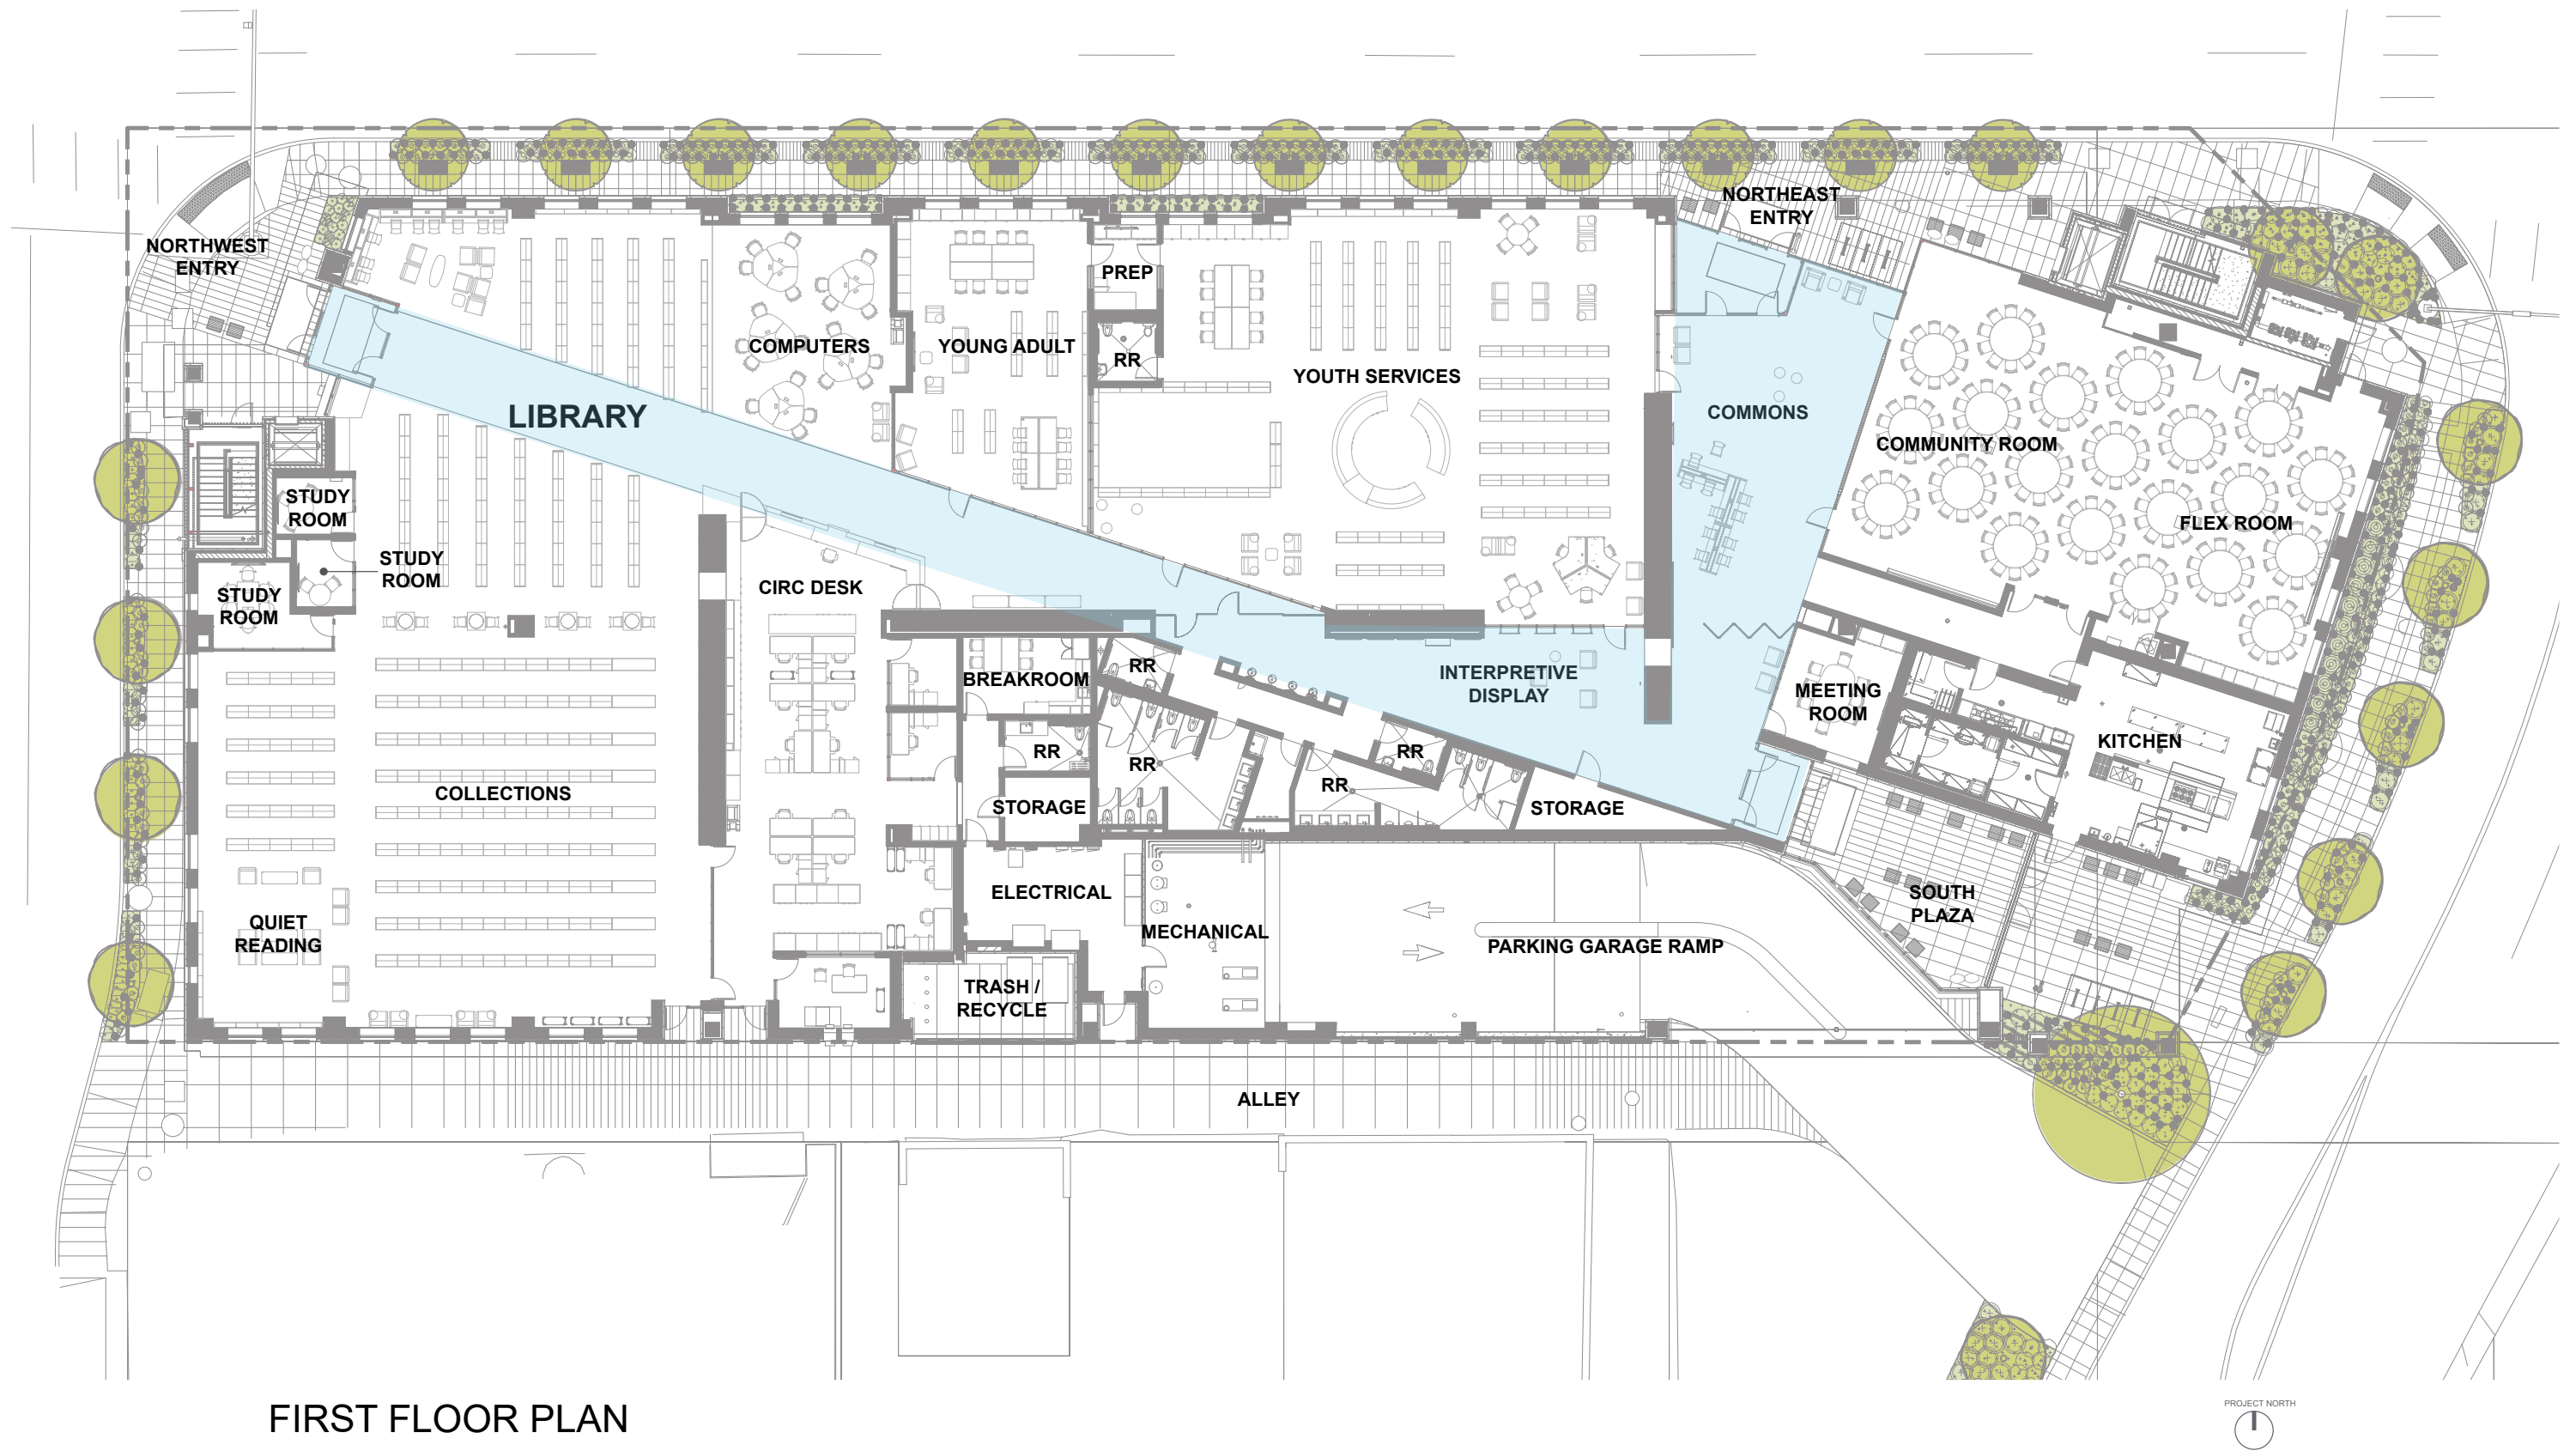 NORTHEAST
ENTRY
NORTHWEST
ENTRY
PREP
COMPUTERS
YOUNG ADULT
RR
YOUTH SERVICES
LIBRARY
COMMONS
COMMUNITY ROOM
STUDY
ROOM
FLEX ROOM
STUDY
ROOM
STUDY
ROOM
CIRC DESK
BREAKROOM
RR
INTERPRETIVE
DISPLAY
MEETING
ROOM
KITCHEN
RR
RR
RR
RR
STORAGE
STORAGE
COLLECTIONS
ELECTRICAL
SOUTH
PLAZA
QUIET
READING
MECHANICAL
PARKING GARAGE RAMP
TRASH /
RECYCLE
ALLEY
FIRST FLOOR PLAN
PROJECT NORTH